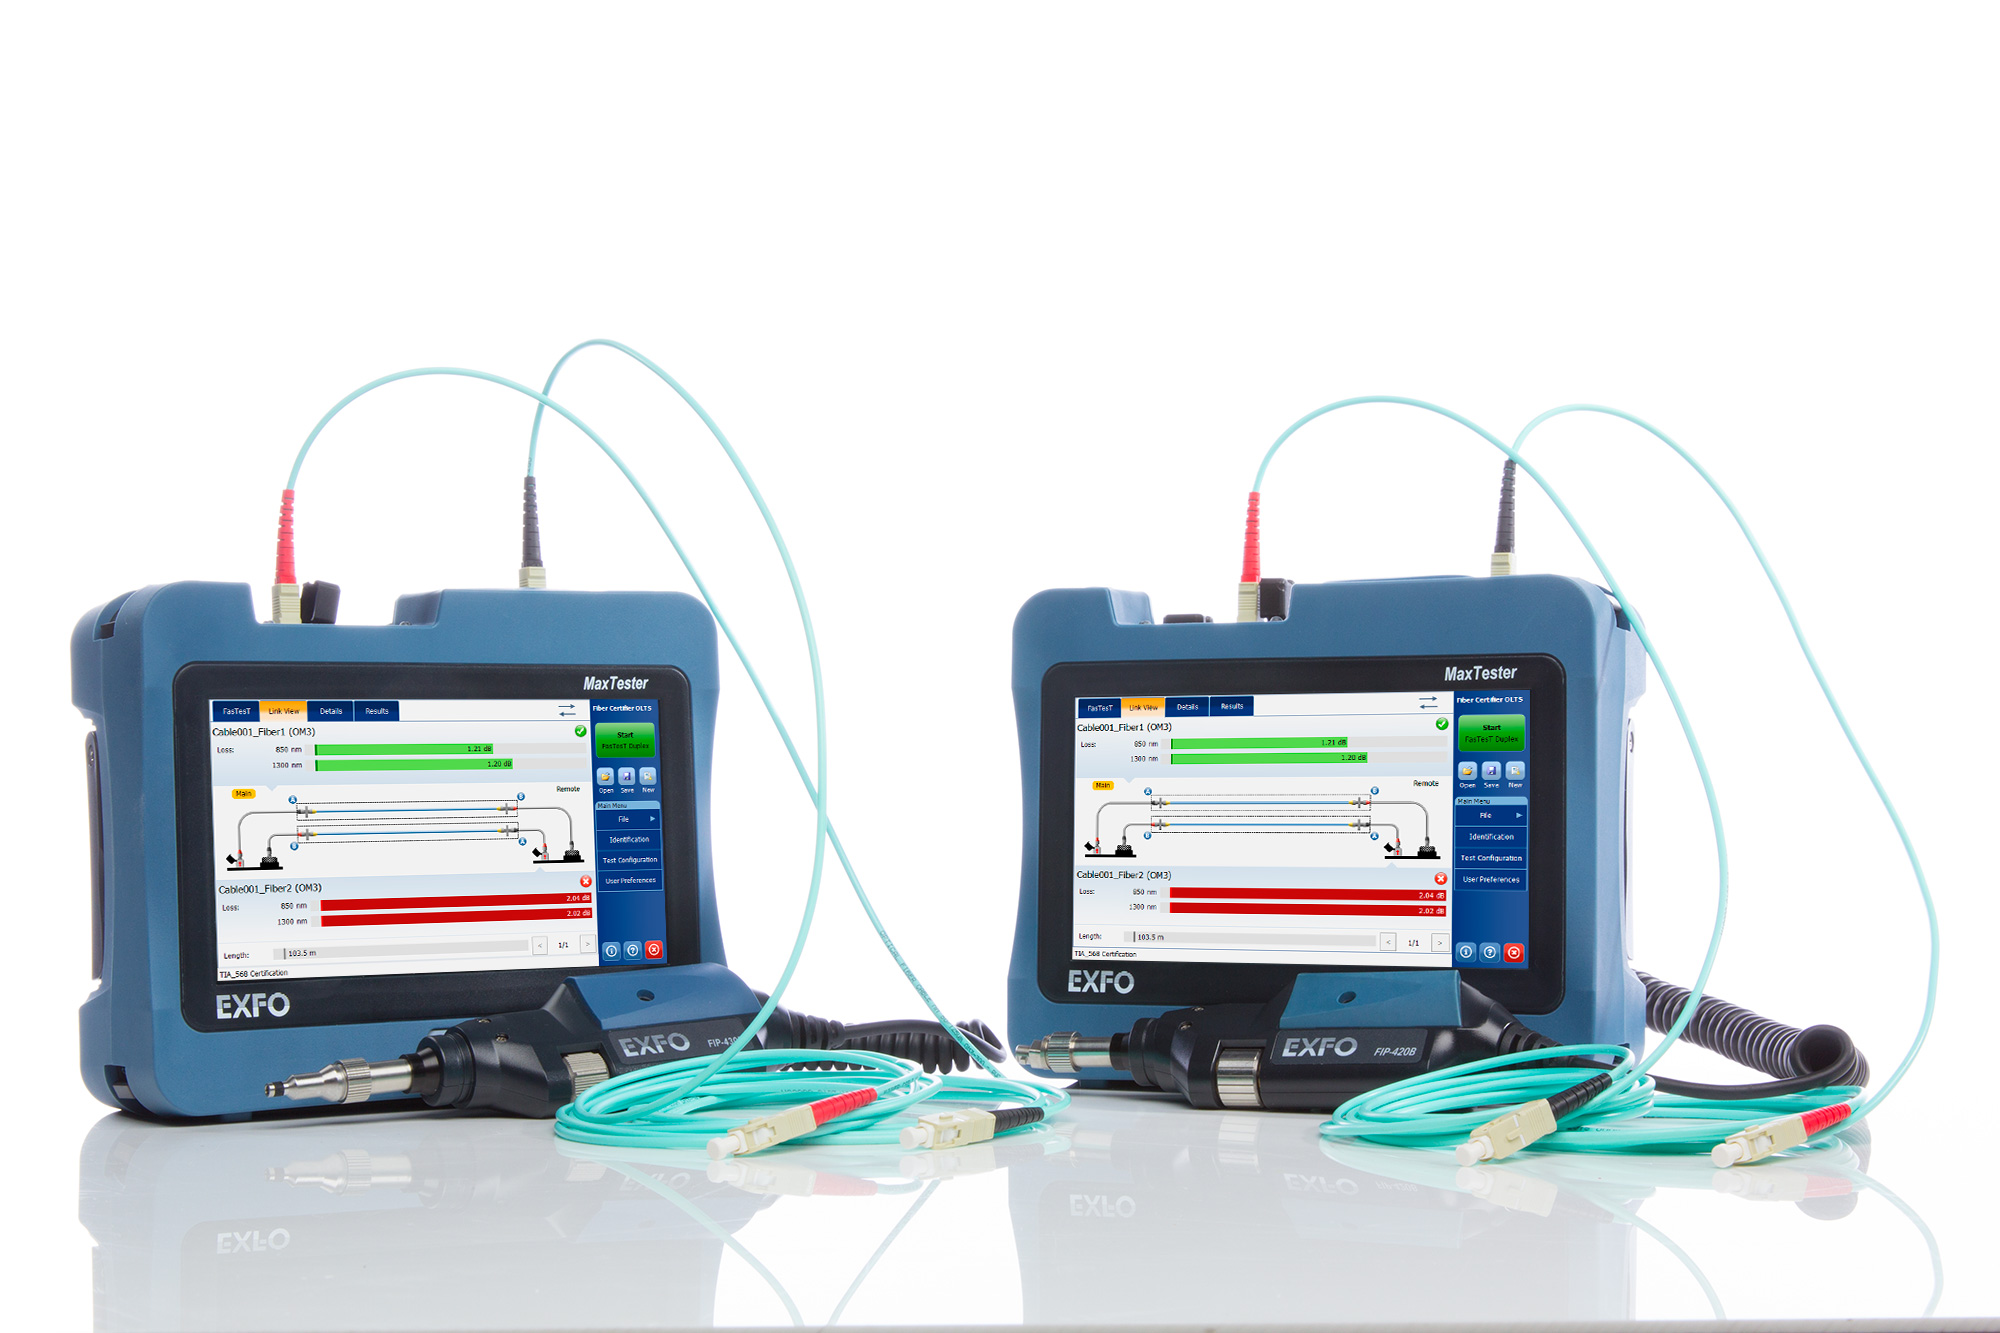 MaxTester
FasTesT Link View Details Results
Fiber Certifier OLTS
Cable001_Fiber1 (OM3)
Loss: 850 nm 1.21 dB
1300 nm 1.20 dB
Start
FasTesT Duplex
Open Save New
Main Remote
A B
B A
Main Menu
File
Identification
Test Configuration
User Preferences
Cable001_Fiber2 (OM3)
Loss: 850 nm 2.04 dB
1300 nm 2.02 dB
Length: 103.5 m < 1/1 >
TIA_568 Certification
EXFO
EXFO
MaxTester
FasTesT Link View Details Results
Fiber Certifier OLTS
Cable001_Fiber1 (OM3)
Loss: 850 nm 1.21 dB
1300 nm 1.20 dB
Start
FasTesT Duplex
Open Save New
Main Remote
A B
B A
Main Menu
File
Identification
Test Configuration
User Preferences
Cable001_Fiber2 (OM3)
Loss: 850 nm 2.04 dB
1300 nm 2.02 dB
Length: 103.5 m < 1/1 >
TIA_568 Certification
EXFO
EXFO FIP-420B